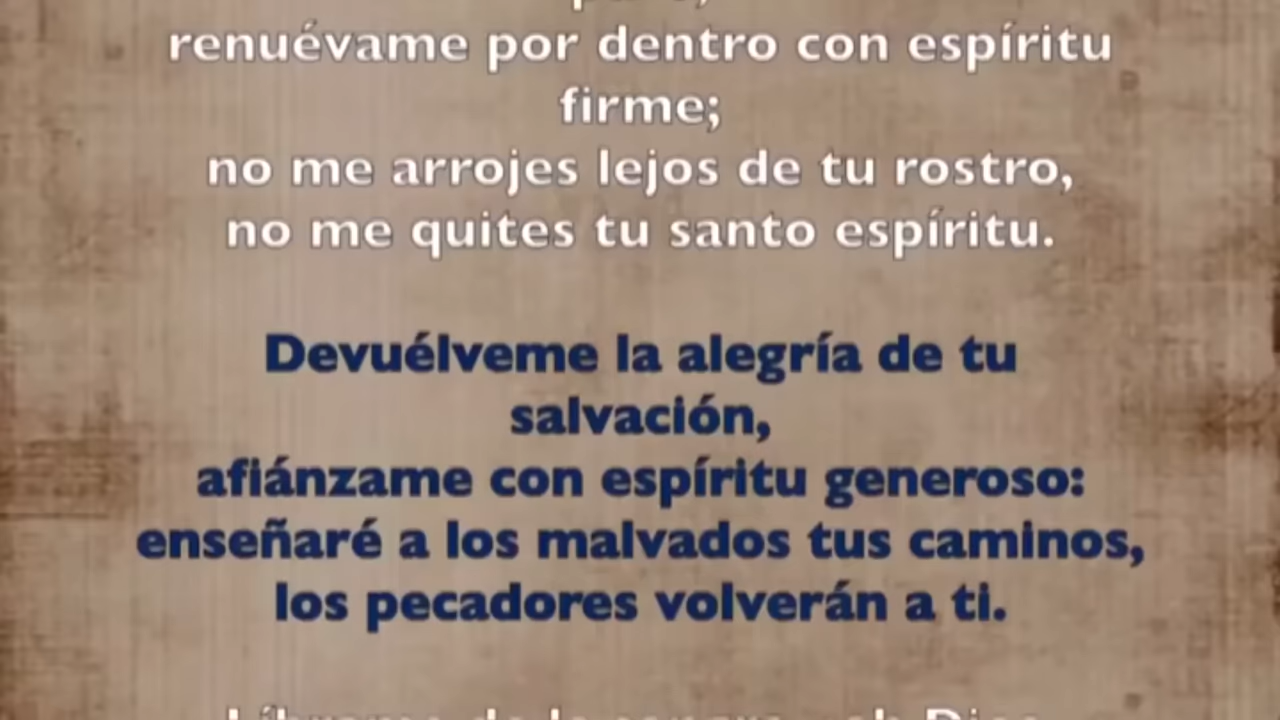 renuévame por dentro con espíritu
firme;
no me arrojes lejos de tu rostro,
no me quites tu santo espíritu.
Devuélveme la alegría de tu
salvación,
afiánzame con espíritu generoso:
enseñaré a los malvados tus caminos,
los pecadores volverán a ti.